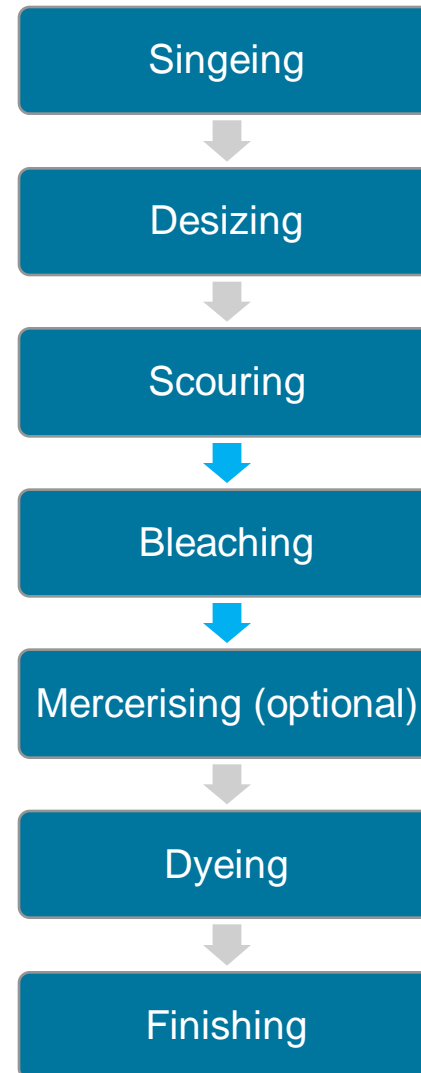 Singeing
Desizing
Scouring
Bleaching
Mercerising (optional)
Dyeing
Finishing